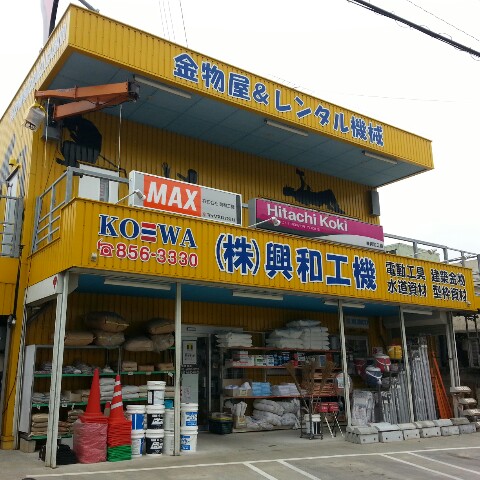 金物屋&レンタル機械
MAX
Hitachi Koki
KOWA
☎856-3330
(株)興和工機
電動工具 建築金物
水道資材 型枠資材